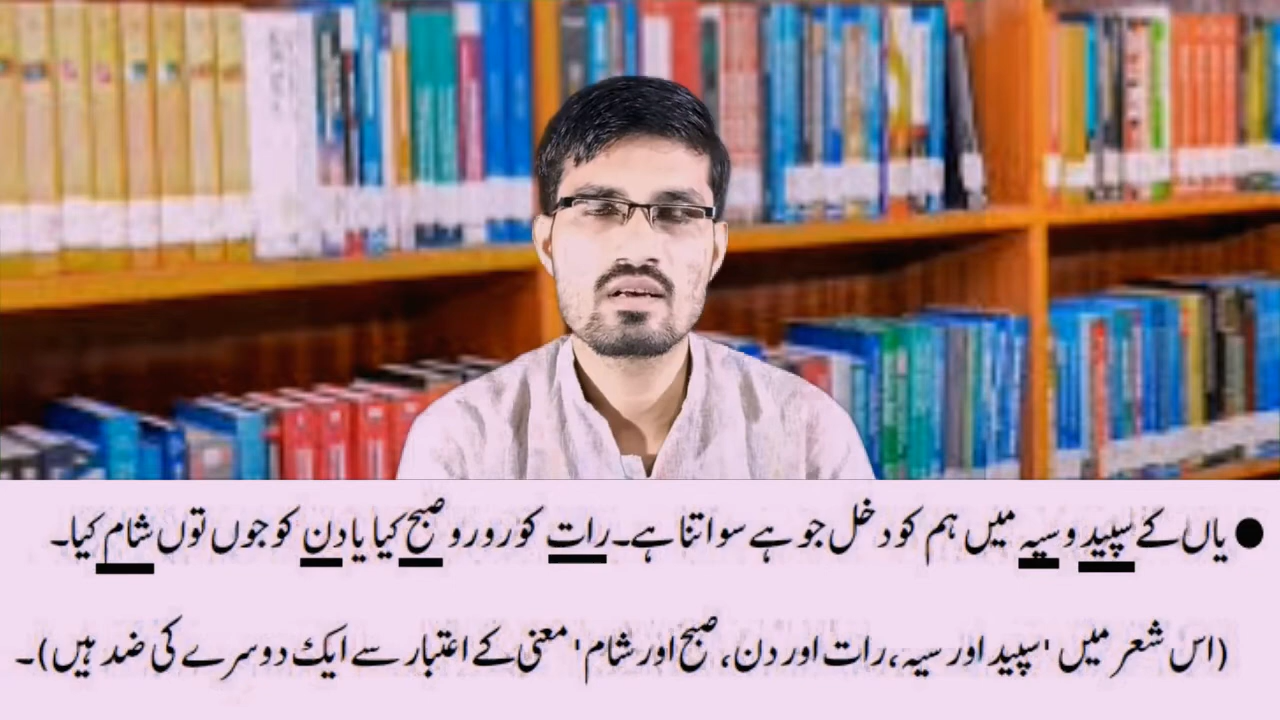 ● یاں کے سپید و سیہ میں ہم کو دخل جو ہے سو اتنا ہے۔ رات کو رو رو صبح کیا یا دن کو جوں توں شام کیا۔
(اس شعر میں 'سپید اور سیہ، رات اور دن، صبح اور شام' معنی کے اعتبار سے ایک دوسرے کی ضد ہیں)۔